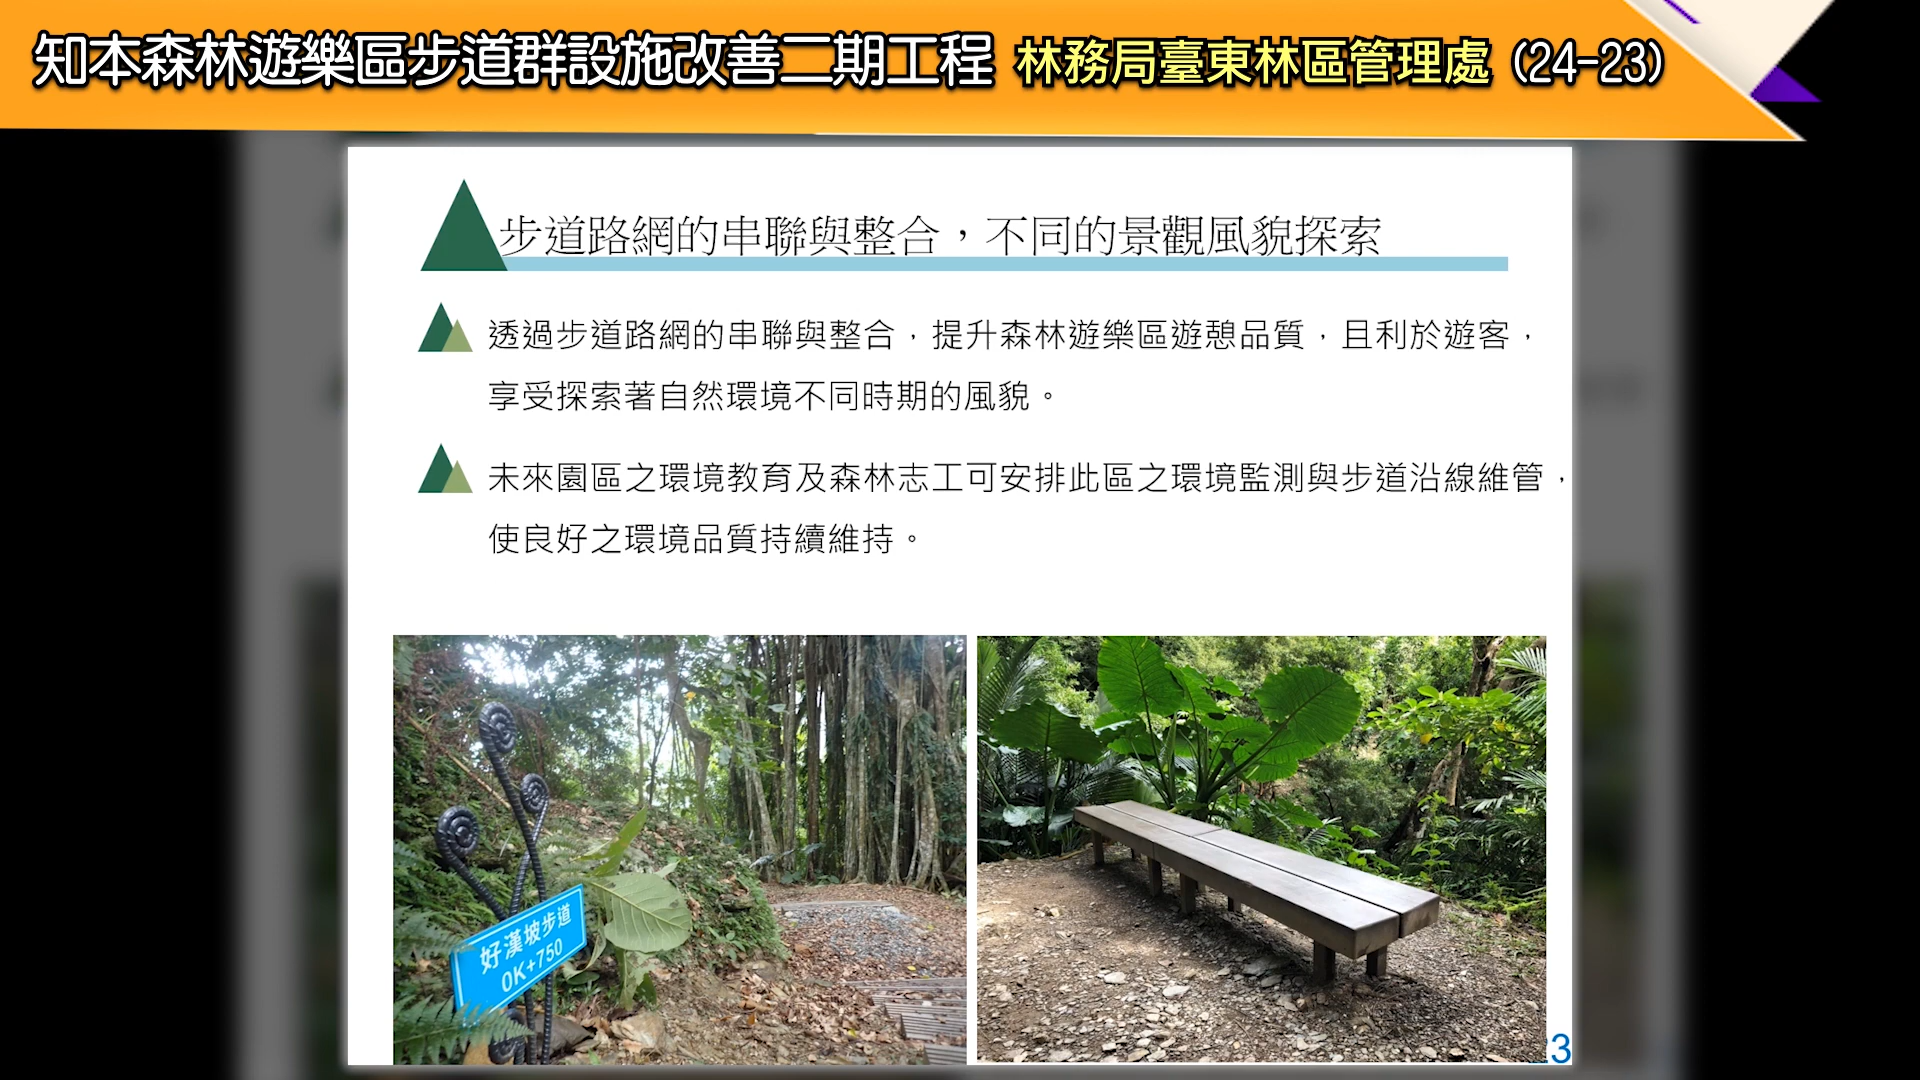 知本森林遊樂區步道群設施改善二期工程 林務局臺東林區管理處 (24-23)
步道路網的串聯與整合，不同的景觀風貌探索
透過步道路網的串聯與整合，提升森林遊樂區遊憩品質，且利於遊客，
享受探索著自然環境不同時期的風貌。
未來園區之環境教育及森林志工可安排此區之環境監測與步道沿線維管，
使良好之環境品質持續維持。
好漢坡步道
0K+750
3